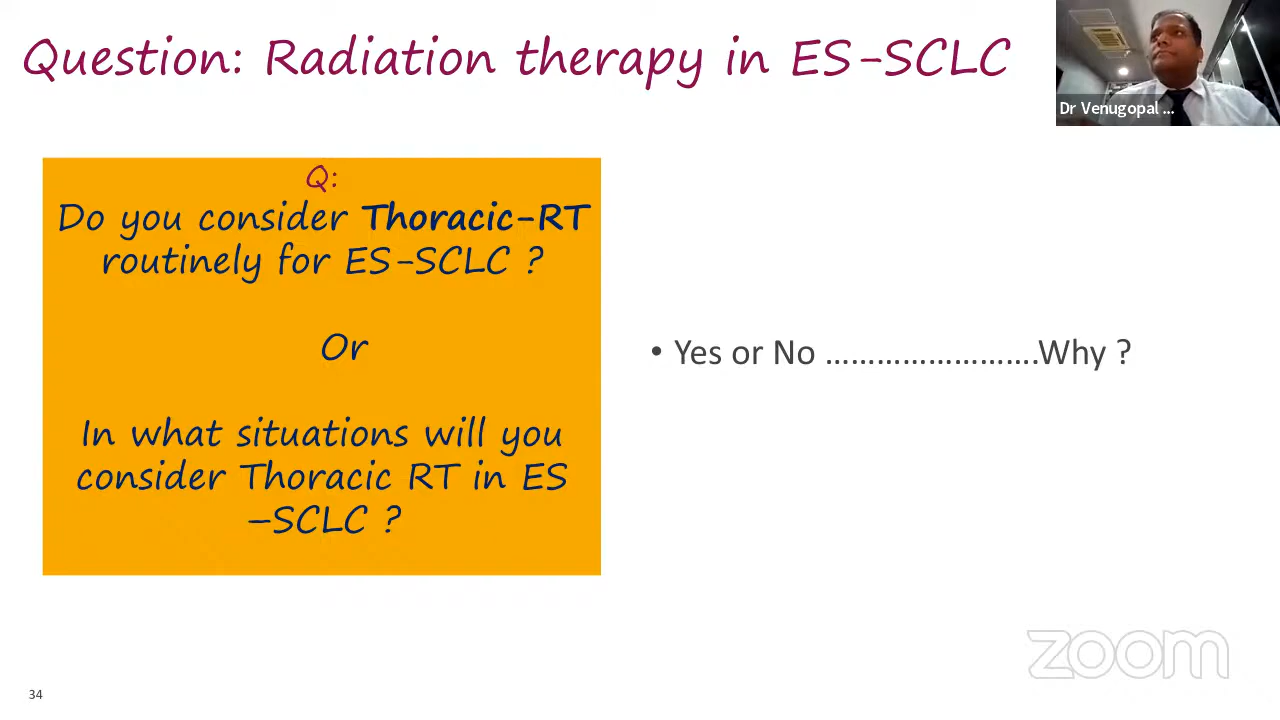 Question: Radiation therapy in ES-SCLC
Dr Venugopal ...
Q:
Do you consider Thoracic-RT
routinely for ES-SCLC ?
Or
In what situations will you
consider Thoracic RT in ES
–SCLC ?
• Yes or No …………………….Why ?
zoom
34